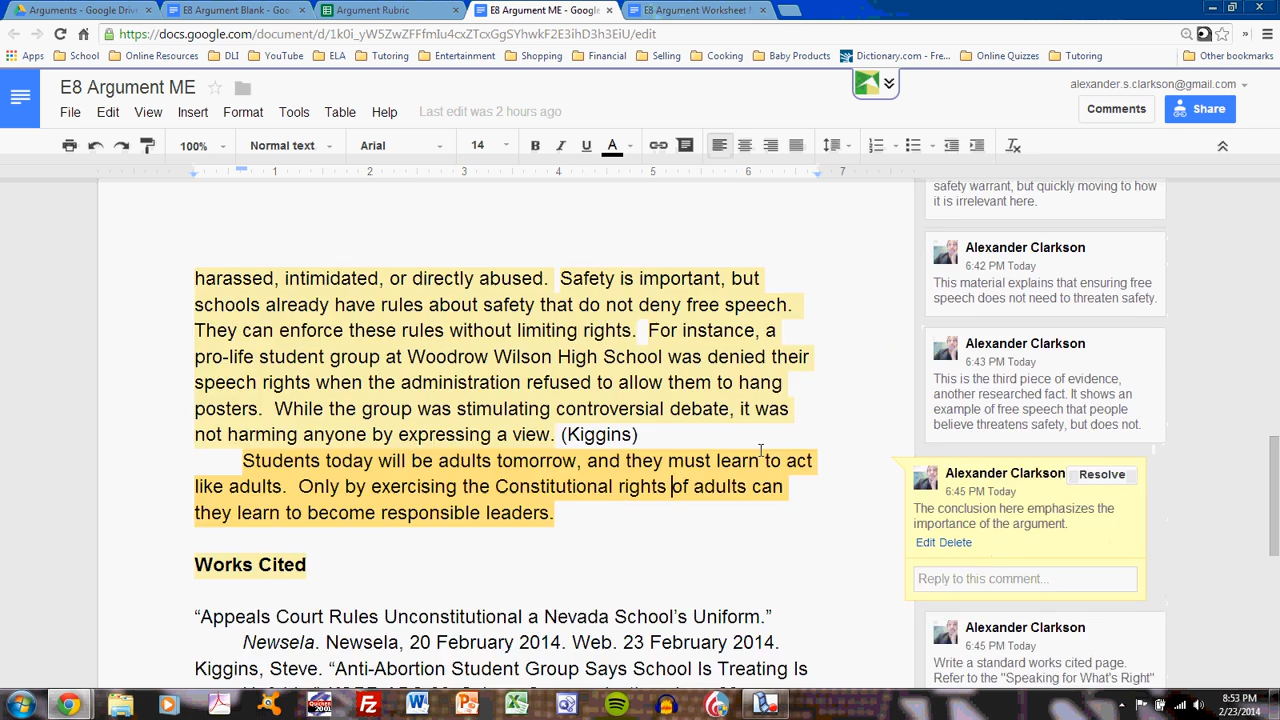 Arguments - Google Driv
E8 Argument Blank - Goo
Argument Rubric
E8 Argument ME - Google
E8 Argument Worksheet
https://docs.google.com/document/d/1k0i_yW5ZwZFFfmIu4cxZTcxGgSYhwkF2E3ihD3h3EiU/edit
Apps School Online Resources DLI YouTube ELA Tutoring Entertainment Shopping Financial Selling Cooking Baby Products Dictionary.com - Fre... Online Quizzes Tutoring Other bookmarks
E8 Argument ME
alexander.s.clarkson@gmail.com
File Edit View Insert Format Tools Table Help Last edit was 2 hours ago
Comments Share
100% Normal text Arial 14 B I U A
1 2 3 4 5 6 7
harassed, intimidated, or directly abused. Safety is important, but
schools already have rules about safety that do not deny free speech.
They can enforce these rules without limiting rights. For instance, a
pro-life student group at Woodrow Wilson High School was denied their
speech rights when the administration refused to allow them to hang
posters. While the group was stimulating controversial debate, it was
not harming anyone by expressing a view. (Kiggins)
Students today will be adults tomorrow, and they must learn to act
like adults. Only by exercising the Constitutional rights of adults can
they learn to become responsible leaders.
Works Cited
“Appeals Court Rules Unconstitutional a Nevada School’s Uniform.”
Newsela. Newsela, 20 February 2014. Web. 23 February 2014.
Kiggins, Steve. “Anti-Abortion Student Group Says School Is Treating Is
safety warrant, but quickly moving to how
it is irrelevant here.
Alexander Clarkson
6:42 PM Today
This material explains that ensuring free
speech does not need to threaten safety.
Alexander Clarkson
6:43 PM Today
This is the third piece of evidence,
another researched fact. It shows an
example of free speech that people
believe threatens safety, but does not.
Alexander Clarkson
Resolve
6:45 PM Today
The conclusion here emphasizes the
importance of the argument.
Edit Delete
Reply to this comment...
Alexander Clarkson
6:45 PM Today
Write a standard works cited page.
Refer to the "Speaking for What's Right"
8:53 PM
2/23/2014